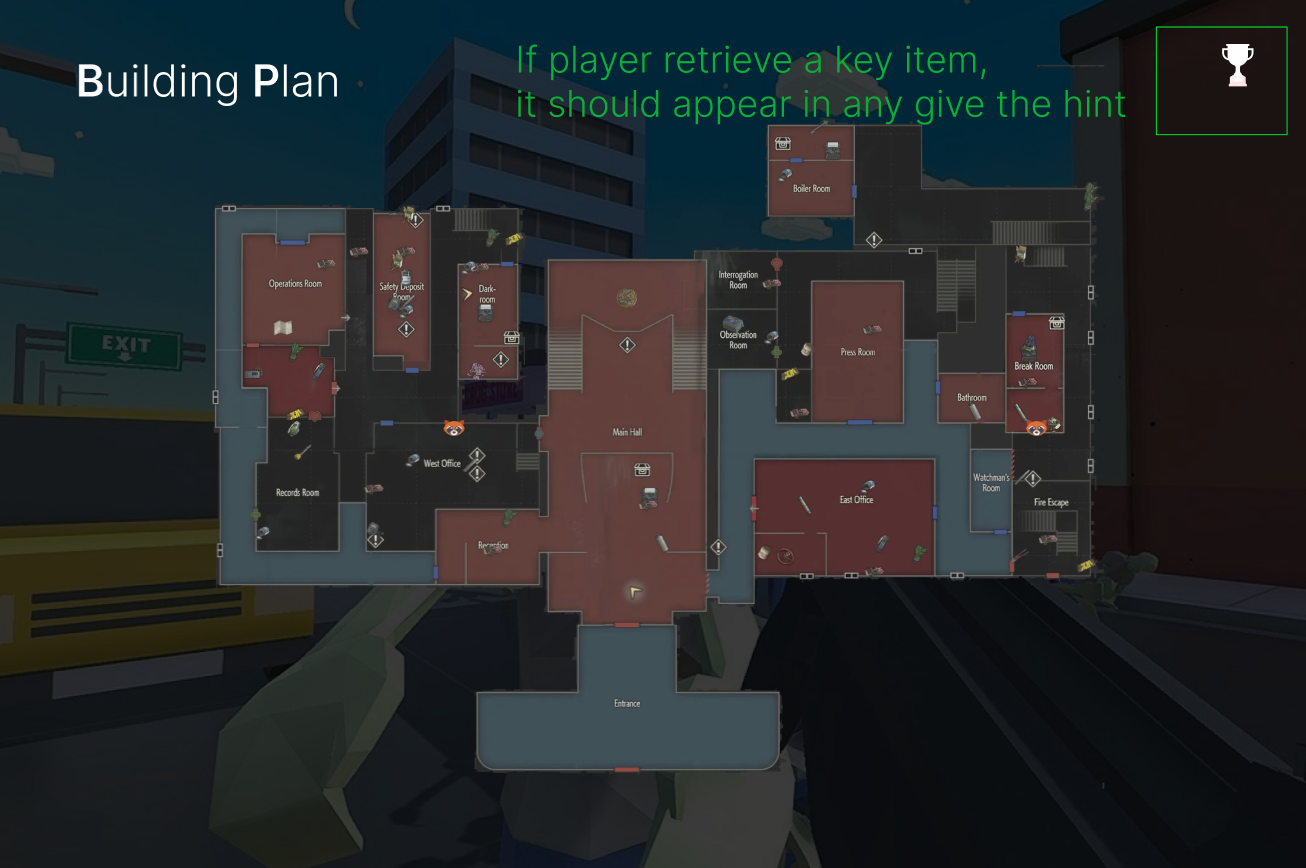 Building Plan
If player retrieve a key item,
it should appear in any give the hint
Boiler Room
Operations Room
Safety Deposit
Room
Dark-
room
Interrogation
Room
Observation
Room
EXIT
Press Room
Break Room
Bathroom
Main Hall
West Office
Records Room
Watchman's
Room
East Office
Fire Escape
Reception
Entrance